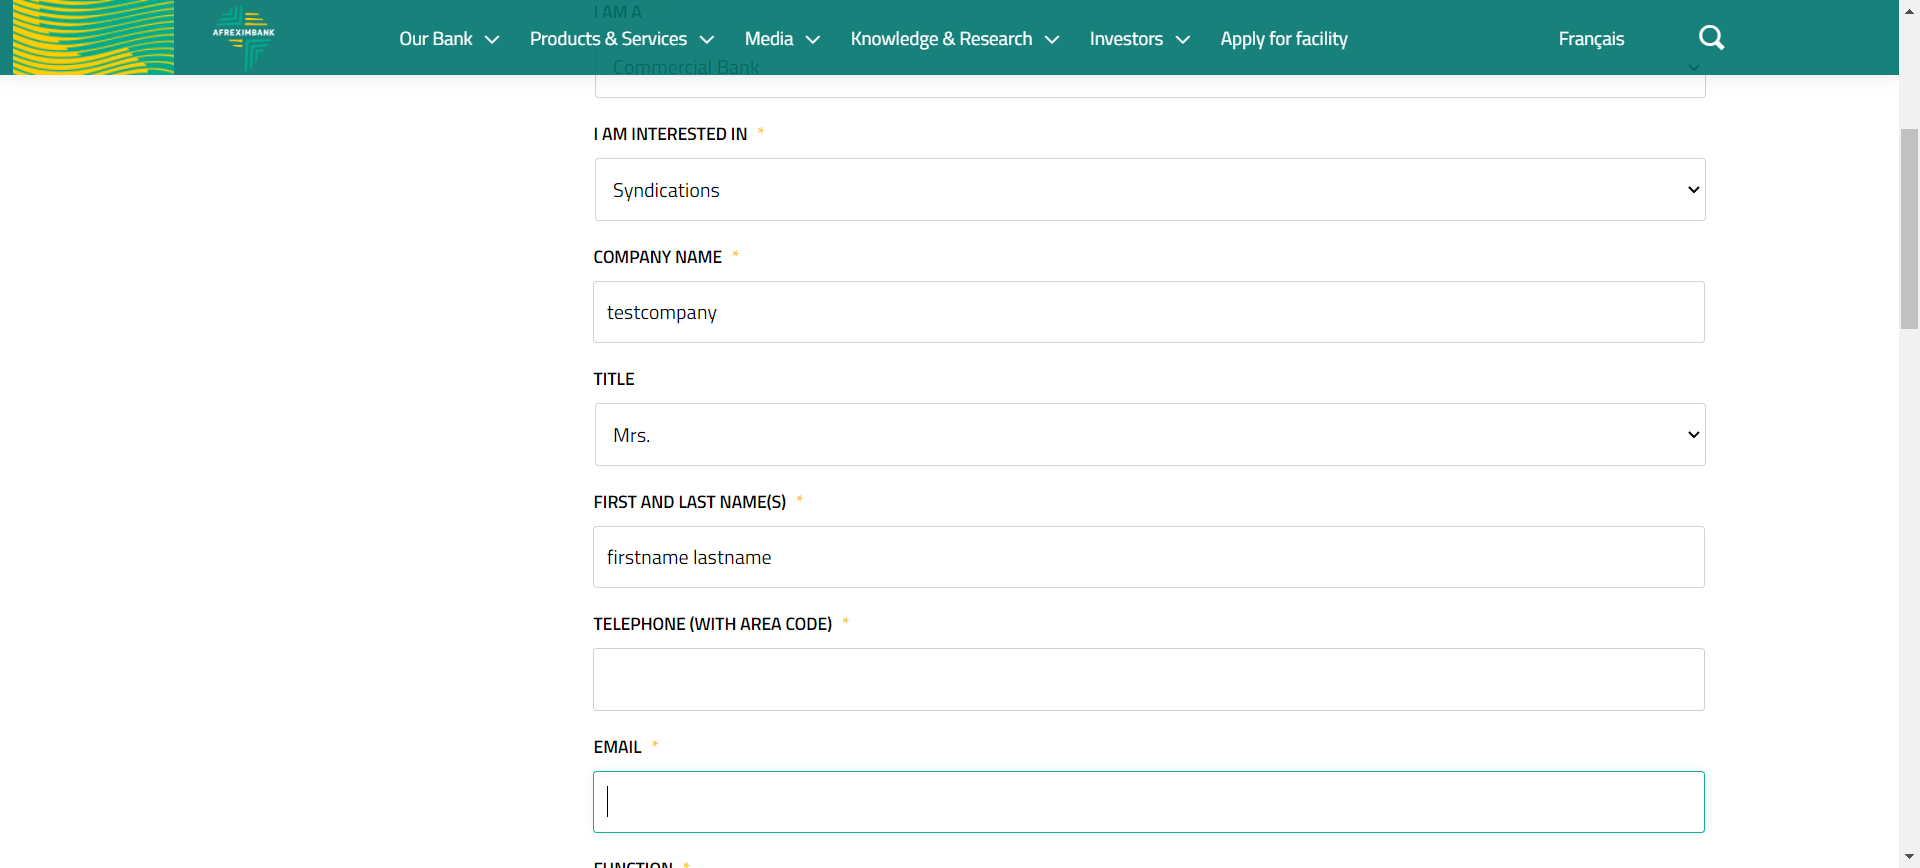 I AM A *
AFREXIMBANK
Our Bank Products & Services Media Knowledge & Research Investors Apply for facility Français
Commercial Bank
I AM INTERESTED IN *
Syndications
COMPANY NAME *
testcompany
TITLE
Mrs.
FIRST AND LAST NAME(S) *
firstname lastname
TELEPHONE (WITH AREA CODE) *
EMAIL *
FUNCTION *